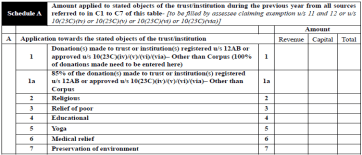 Schedule A
Amount applied to stated objects of the trust/institution during the previous year from all sources
referred to in C1 to C7 of this table- [to be filled by assessee claiming exemption u/s 11 and 12 or u/s
10(23C)(iv) or 10(23C)(v) or 10(23C)(vi) or 10(23C)(via)]
Amount
A Application towards the stated objects of the trust/institution Revenue Capital Total
1 Donation(s) made to trust or institution(s) registered u/s 12AB or
approved u/s 10(23C)(iv)/(v)/(vi)/(via)– Other than Corpus (100%
of donations made need to be entered here) 1
1a 85% of the donation(s) made to trust or institution(s) registered
u/s 12AB or approved u/s 10(23C)(iv)/(v)/(vi)/(via)– Other than
Corpus 1a
2 Religious 2
3 Relief of poor 3
4 Educational 4
5 Yoga 5
6 Medical relief 6
7 Preservation of environment 7